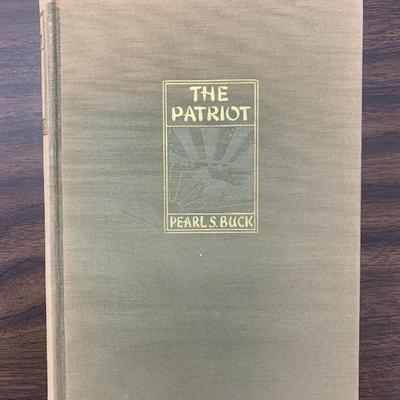 THE
PATRIOT
PEARL S. BUCK